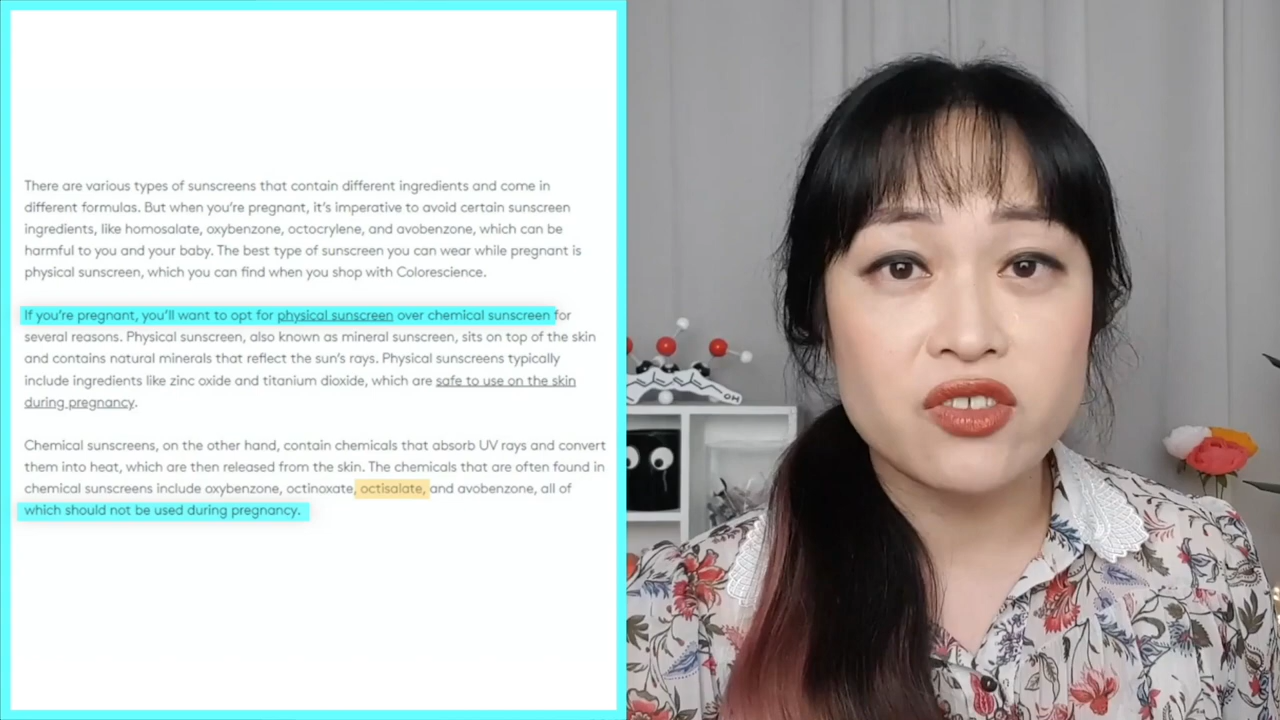 There are various types of sunscreens that contain different ingredients and come in
different formulas. But when you're pregnant, it's imperative to avoid certain sunscreen
ingredients, like homosalate, oxybenzone, octocrylene, and avobenzone, which can be
harmful to you and your baby. The best type of sunscreen you can wear while pregnant is
physical sunscreen, which you can find when you shop with Colorescience.
If you're pregnant, you'll want to opt for physical sunscreen over chemical sunscreen for
several reasons. Physical sunscreen, also known as mineral sunscreen, sits on top of the skin
and contains natural minerals that reflect the sun's rays. Physical sunscreens typically
include ingredients like zinc oxide and titanium dioxide, which are safe to use on the skin
during pregnancy.
Chemical sunscreens, on the other hand, contain chemicals that absorb UV rays and convert
them into heat, which are then released from the skin. The chemicals that are often found in
chemical sunscreens include oxybenzone, octinoxate, octisalate, and avobenzone, all of
which should not be used during pregnancy.
OH